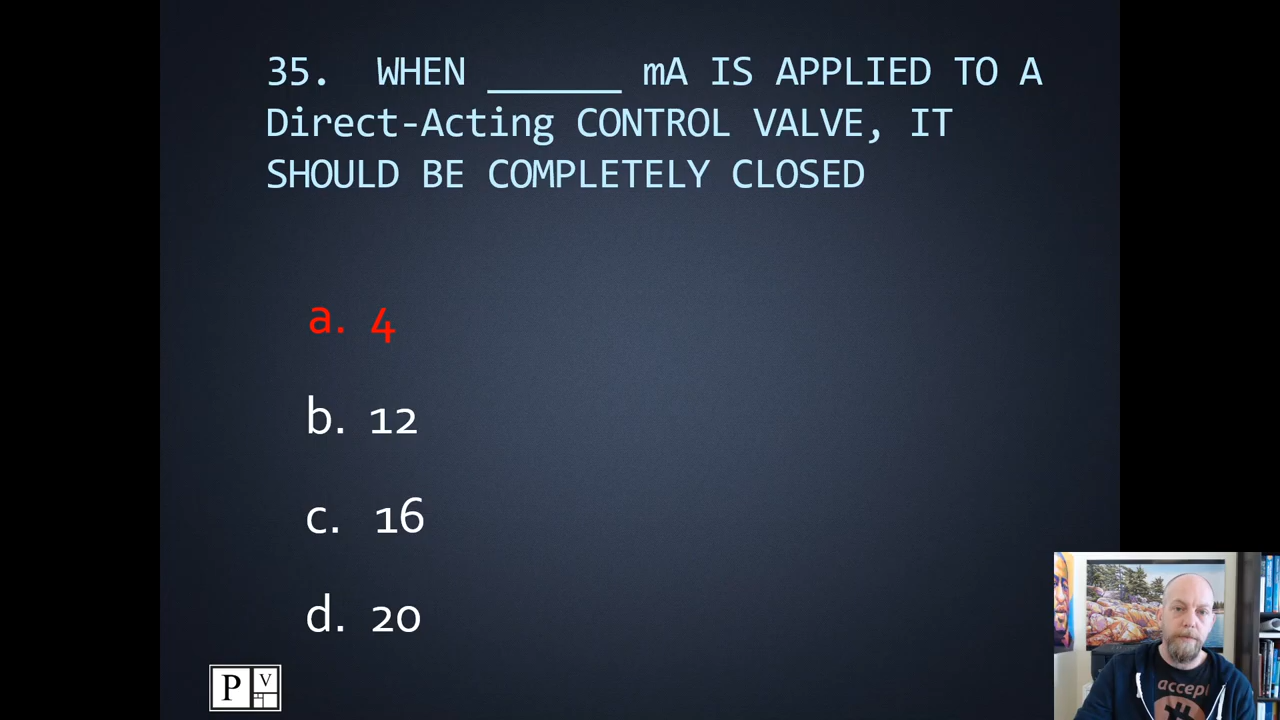 35. WHEN ______ mA IS APPLIED TO A
Direct-Acting CONTROL VALVE, IT
SHOULD BE COMPLETELY CLOSED
a. 4
b. 12
c. 16
d. 20
P V
accept